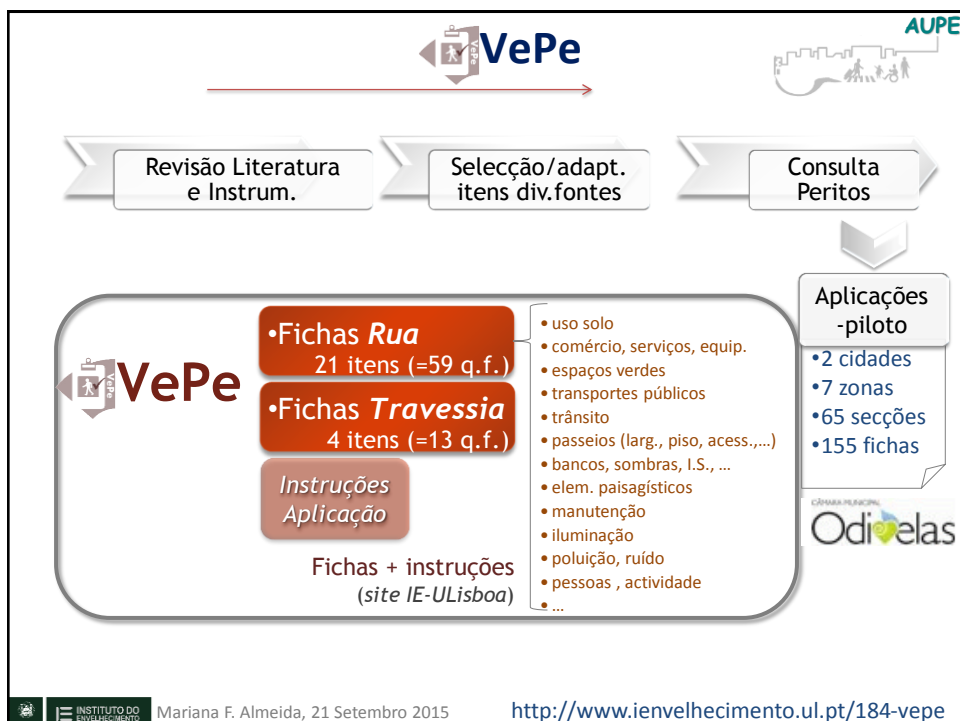 AUPE
VePe
VePe
Revisão Literatura
e Instrum.
Selecção/adapt.
itens div.fontes
Consulta
Peritos
Aplicações
-piloto
•2 cidades
•7 zonas
•65 secções
•155 fichas
CÂMARA MUNICIPAL
Odivelas
VePe
VePe
•Fichas Rua
21 itens (=59 q.f.)
•Fichas Travessia
4 itens (=13 q.f.)
Instruções
Aplicação
Fichas + instruções
(site IE-ULisboa)
• uso solo
• comércio, serviços, equip.
• espaços verdes
• transportes públicos
• trânsito
• passeios (larg., piso, acess.,…)
• bancos, sombras, I.S., …
• elem. paisagísticos
• manutenção
• iluminação
• poluição, ruído
• pessoas , actividade
• …
INSTITUTO DO
ENVELHECIMENTO
Mariana F. Almeida, 21 Setembro 2015
http://www.ienvelhecimento.ul.pt/184-vepe